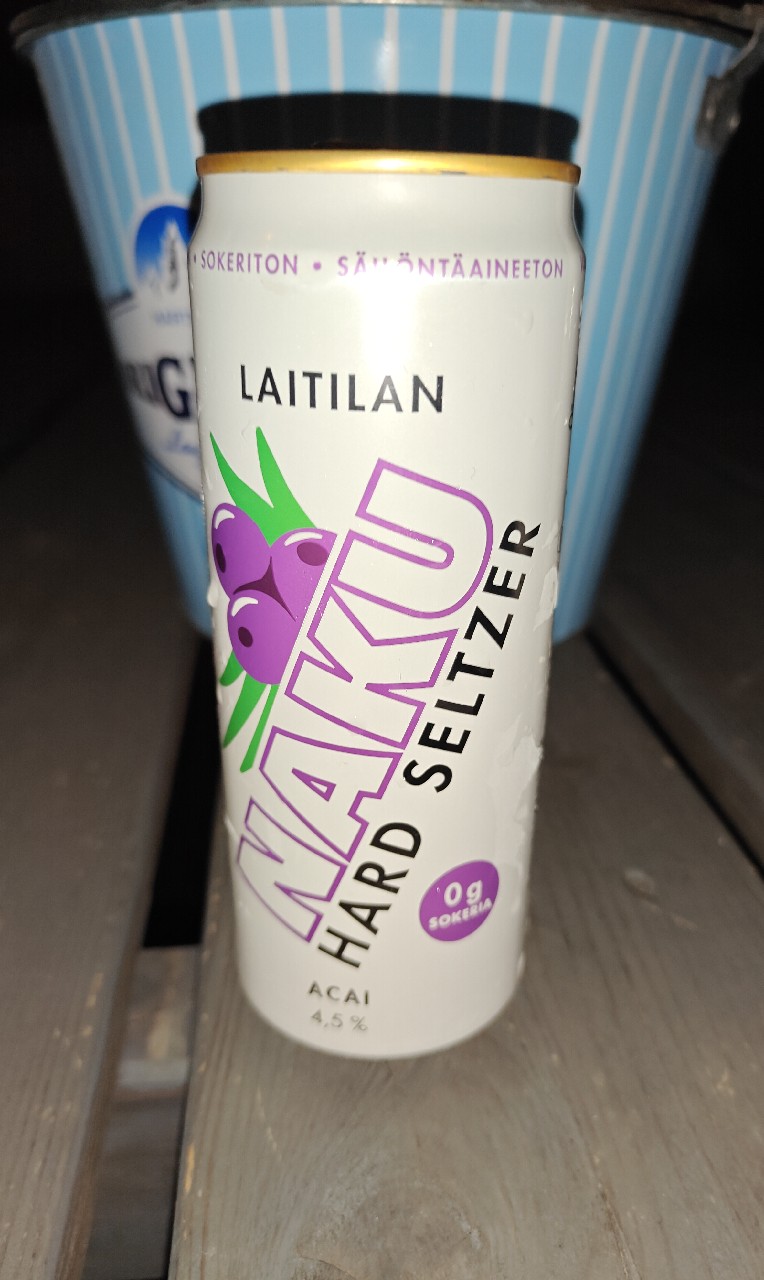 • SOKERITON • SÄILÖNTÄAINEETON
LAITILAN
NAKU
HARD SELTZER
0g
SOKERIA
ACAI
4,5 %